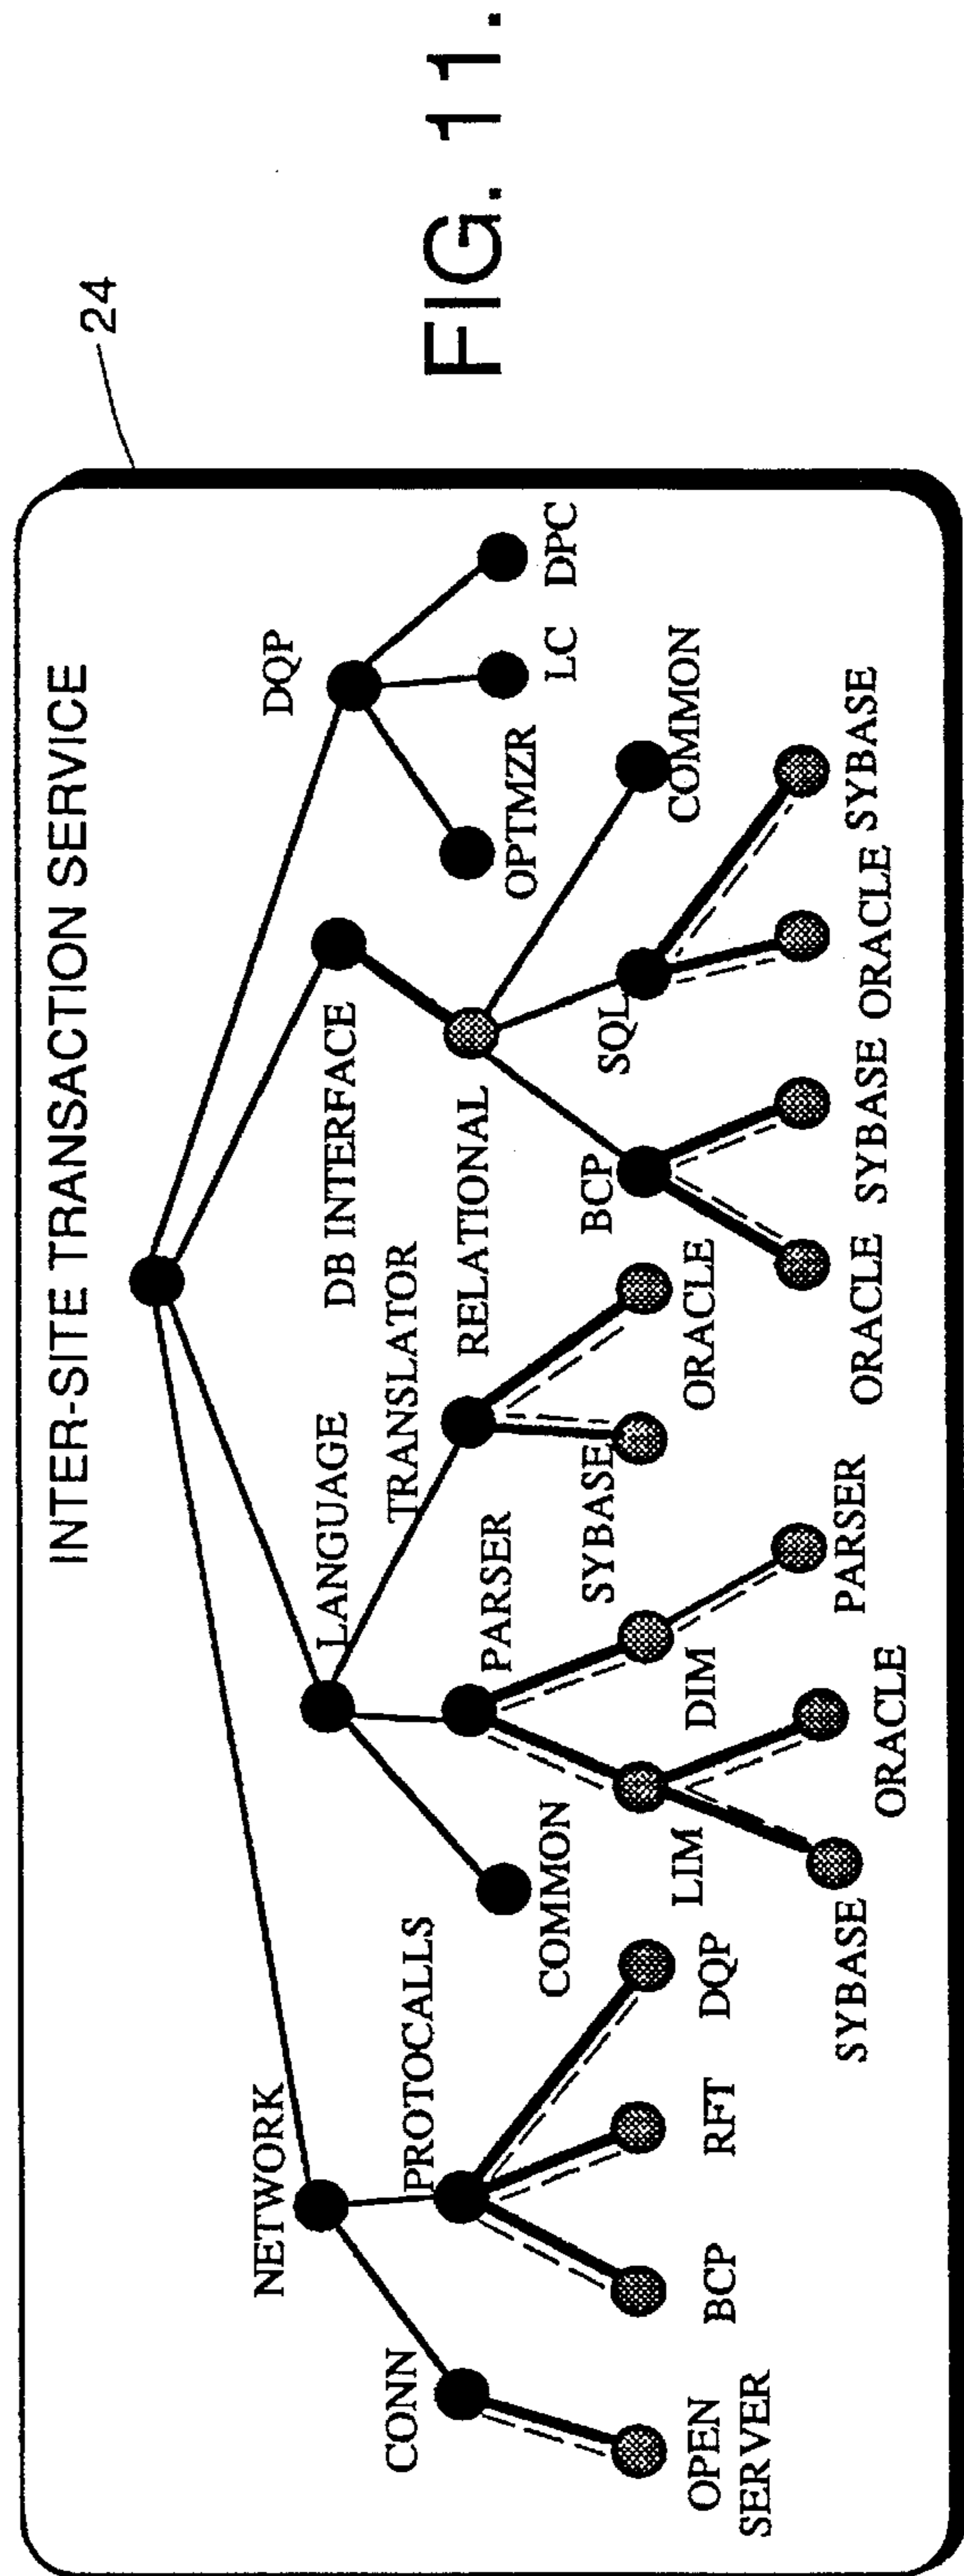 FIG. 11.
24
INTER-SITE TRANSACTION SERVICE
NETWORK
LANGUAGE
DB INTERFACE
DQP
CONN
PROTOCALLS
COMMON
PARSER
TRANSLATOR
RELATIONAL
OPTMZR
LC
DPC
OPEN
SERVER
BCP
RFT
DQP
LIM
DIM
SYBASE
ORACLE
BCP
SQL
COMMON
SYBASE
ORACLE
PARSER
ORACLE
SYBASE
ORACLE
SYBASE